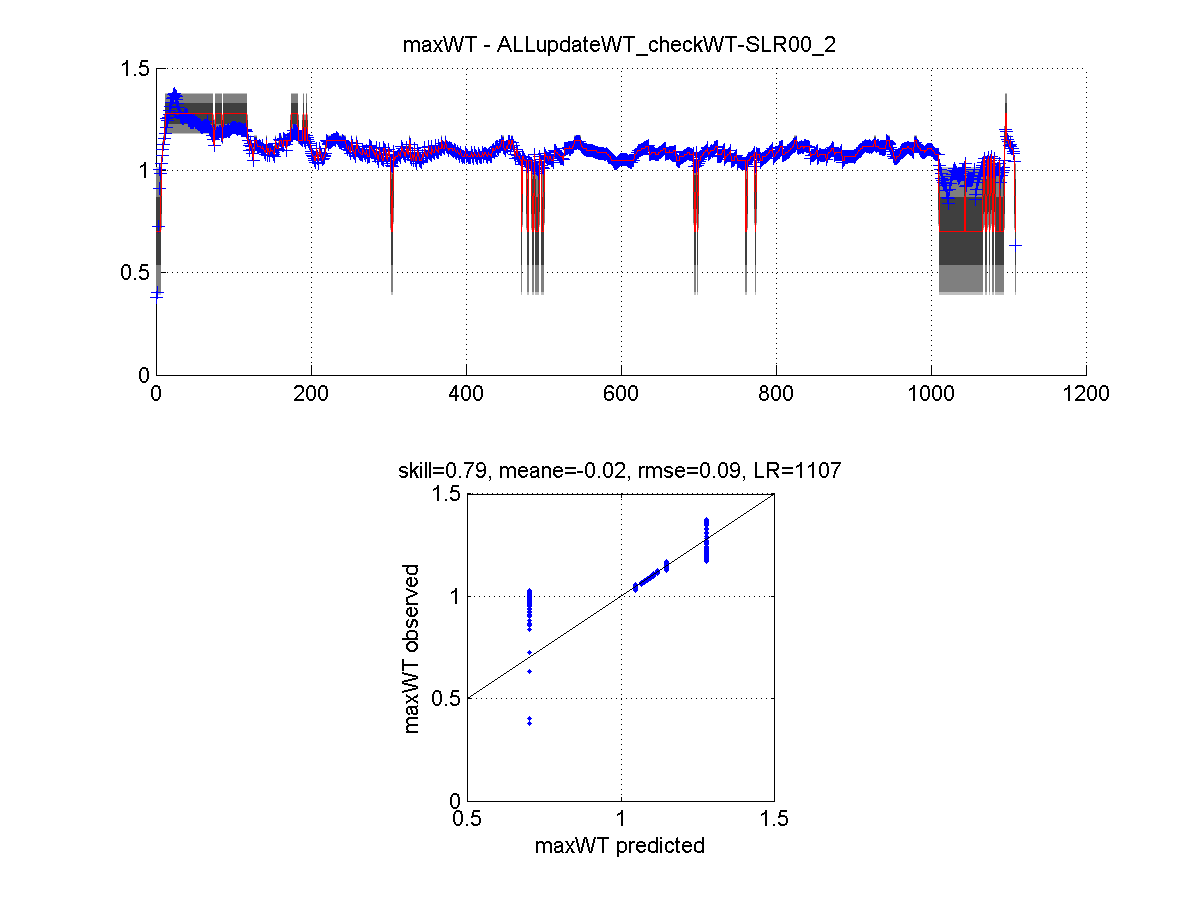 maxWT - ALLupdateWT_checkWT-SLR00_2
1.5
1
0.5
0
0 200 400 600 800 1000 1200
skill=0.79, meane=-0.02, rmse=0.09, LR=1107
1.5
1
0.5
0
maxWT observed
0.5 1 1.5
maxWT predicted